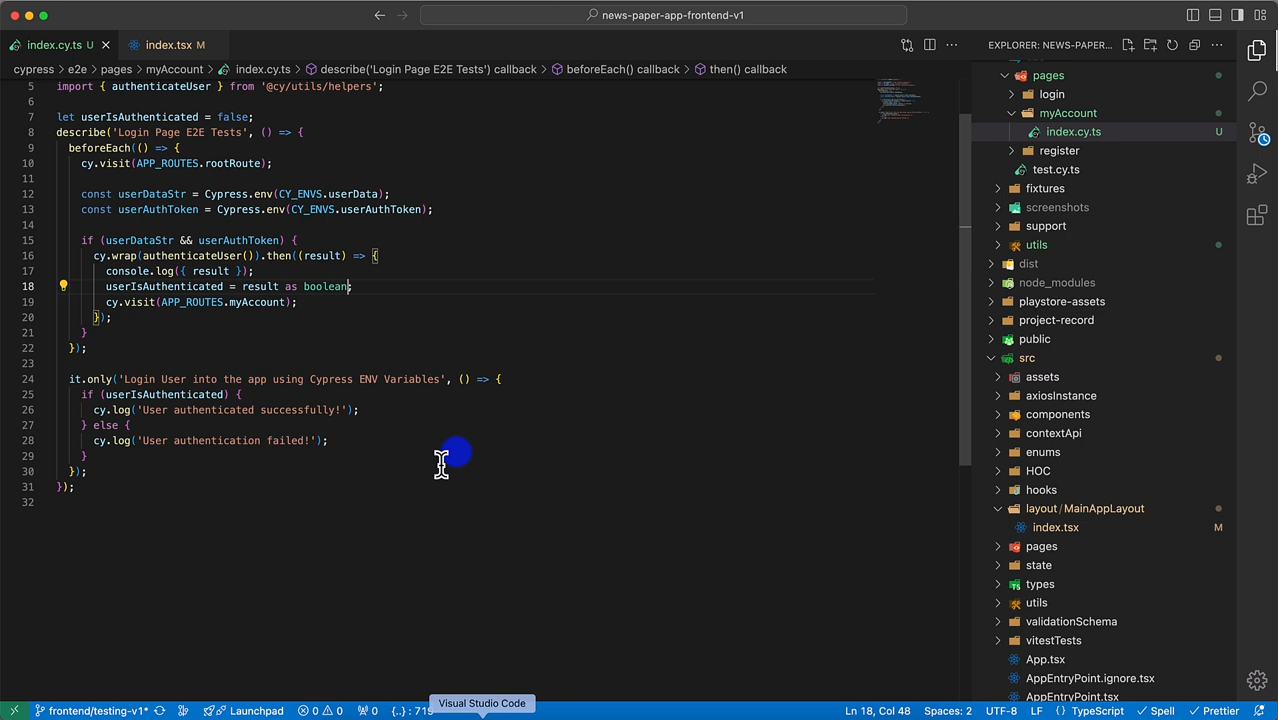 news-paper-app-frontend-v1
index.cy.ts U
index.tsx M
EXPLORER: NEWS-PAPER...
cypress > e2e > pages > myAccount > index.cy.ts > describe('Login Page E2E Tests') callback > beforeEach() callback > then() callback
5 import { authenticateUser } from '@cy/utils/helpers';
6
7 let userIsAuthenticated = false;
8 describe('Login Page E2E Tests', () => {
9 beforeEach(() => {
10 cy.visit(APP_ROUTES.rootRoute);
11
12 const userDataStr = Cypress.env(CY_ENVS.userData);
13 const userAuthToken = Cypress.env(CY_ENVS.userAuthToken);
14
15 if (userDataStr && userAuthToken) {
16 cy.wrap(authenticateUser()).then((result) => {
17 console.log({ result });
18 userIsAuthenticated = result as boolean;
19 cy.visit(APP_ROUTES.myAccount);
20 });
21 }
22 });
23
24 it.only('Login User into the app using Cypress ENV Variables', () => {
25 if (userIsAuthenticated) {
26 cy.log('User authenticated successfully!');
27 } else {
28 cy.log('User authentication failed!');
29 }
30 });
31 });
32
pages
login
myAccount
index.cy.ts U
register
test.cy.ts
fixtures
screenshots
support
utils
dist
node_modules
playstore-assets
project-record
public
src
assets
axiosInstance
components
contextApi
enums
HOC
hooks
layout / MainAppLayout
index.tsx M
pages
state
types
utils
validationSchema
vitestTests
App.tsx
AppEntryPoint.ignore.tsx
AppEntryPoint.tsx
Visual Studio Code
frontend/testing-v1* Launchpad 0 0 0 {..} : 719 Ln 18, Col 48 Spaces: 2 UTF-8 LF {} TypeScript Spell Prettier